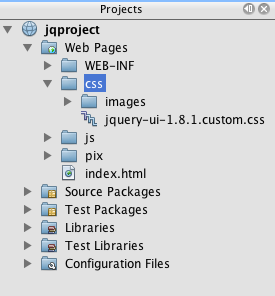 Projects
jqproject
Web Pages
WEB-INF
css
images
jquery-ui-1.8.1.custom.css
js
pix
index.html
Source Packages
Test Packages
Libraries
Test Libraries
Configuration Files